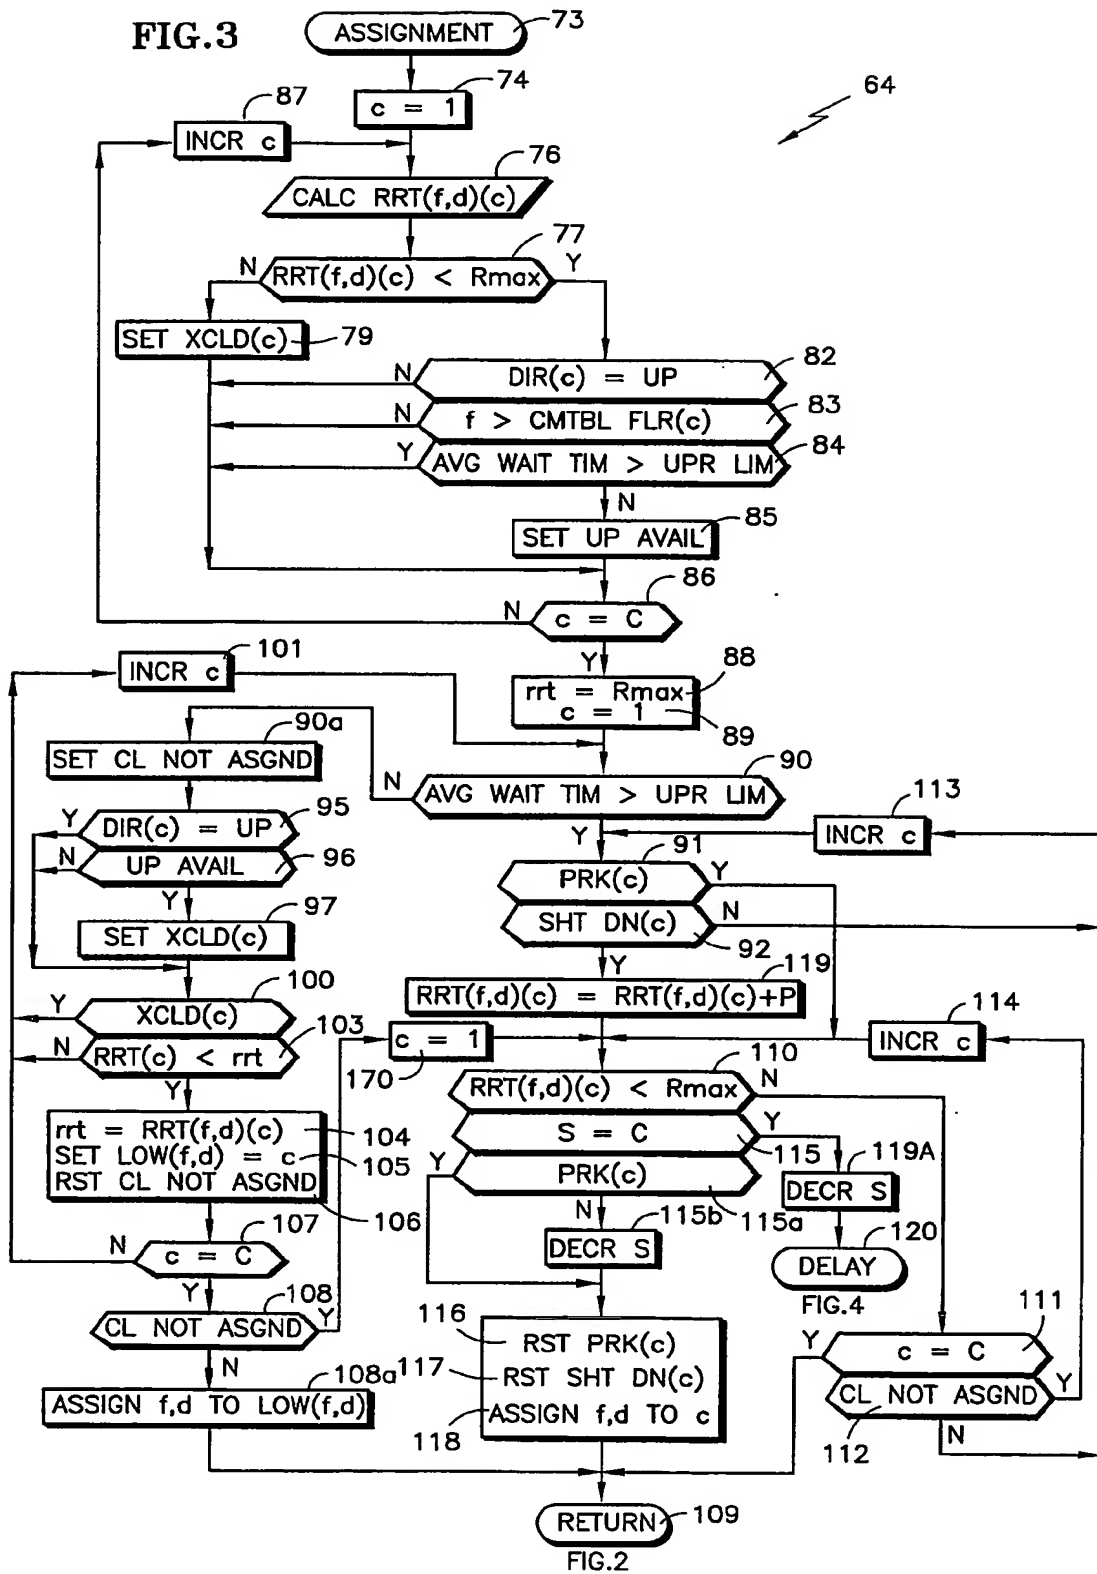 FIG.3
ASSIGNMENT 73
74
c = 1
64
87
INCR c
76
CALC RRT(f,d)(c)
77
N RRT(f,d)(c) < Rmax Y
SET XCLD(c) 79
N DIR(c) = UP 82
N f > CMTBL FLR(c) 83
Y AVG WAIT TIM > UPR LIM 84
N
SET UP AVAIL 85
86
N c = C
Y
101
INCR c
rrt = Rmax 88
c = 1 89
90a
SET CL NOT ASGND
90
N AVG WAIT TIM > UPR LIM
Y
113
INCR c
Y DIR(c) = UP 95
N UP AVAIL 96
Y
97
SET XCLD(c)
91
PRK(c) Y
SHT DN(c) N
92
Y
119
RRT(f,d)(c) = RRT(f,d)(c)+P
100
Y XCLD(c)
N RRT(c) < rrt 103
Y
c = 1
170
114
INCR c
110
RRT(f,d)(c) < Rmax N
S = C Y
115
Y PRK(c)
115a
N
115b
DECR S
119A
DECR S
120
DELAY
FIG.4
rrt = RRT(f,d)(c) 104
SET LOW(f,d) = c 105
RST CL NOT ASGND
106
107
N c = C
Y
108
CL NOT ASGND Y
N
108a
ASSIGN f,d TO LOW(f,d)
116 RST PRK(c)
117 RST SHT DN(c)
ASSIGN f,d TO c
118
111
Y c = C
CL NOT ASGND Y
112
N
RETURN 109
FIG.2